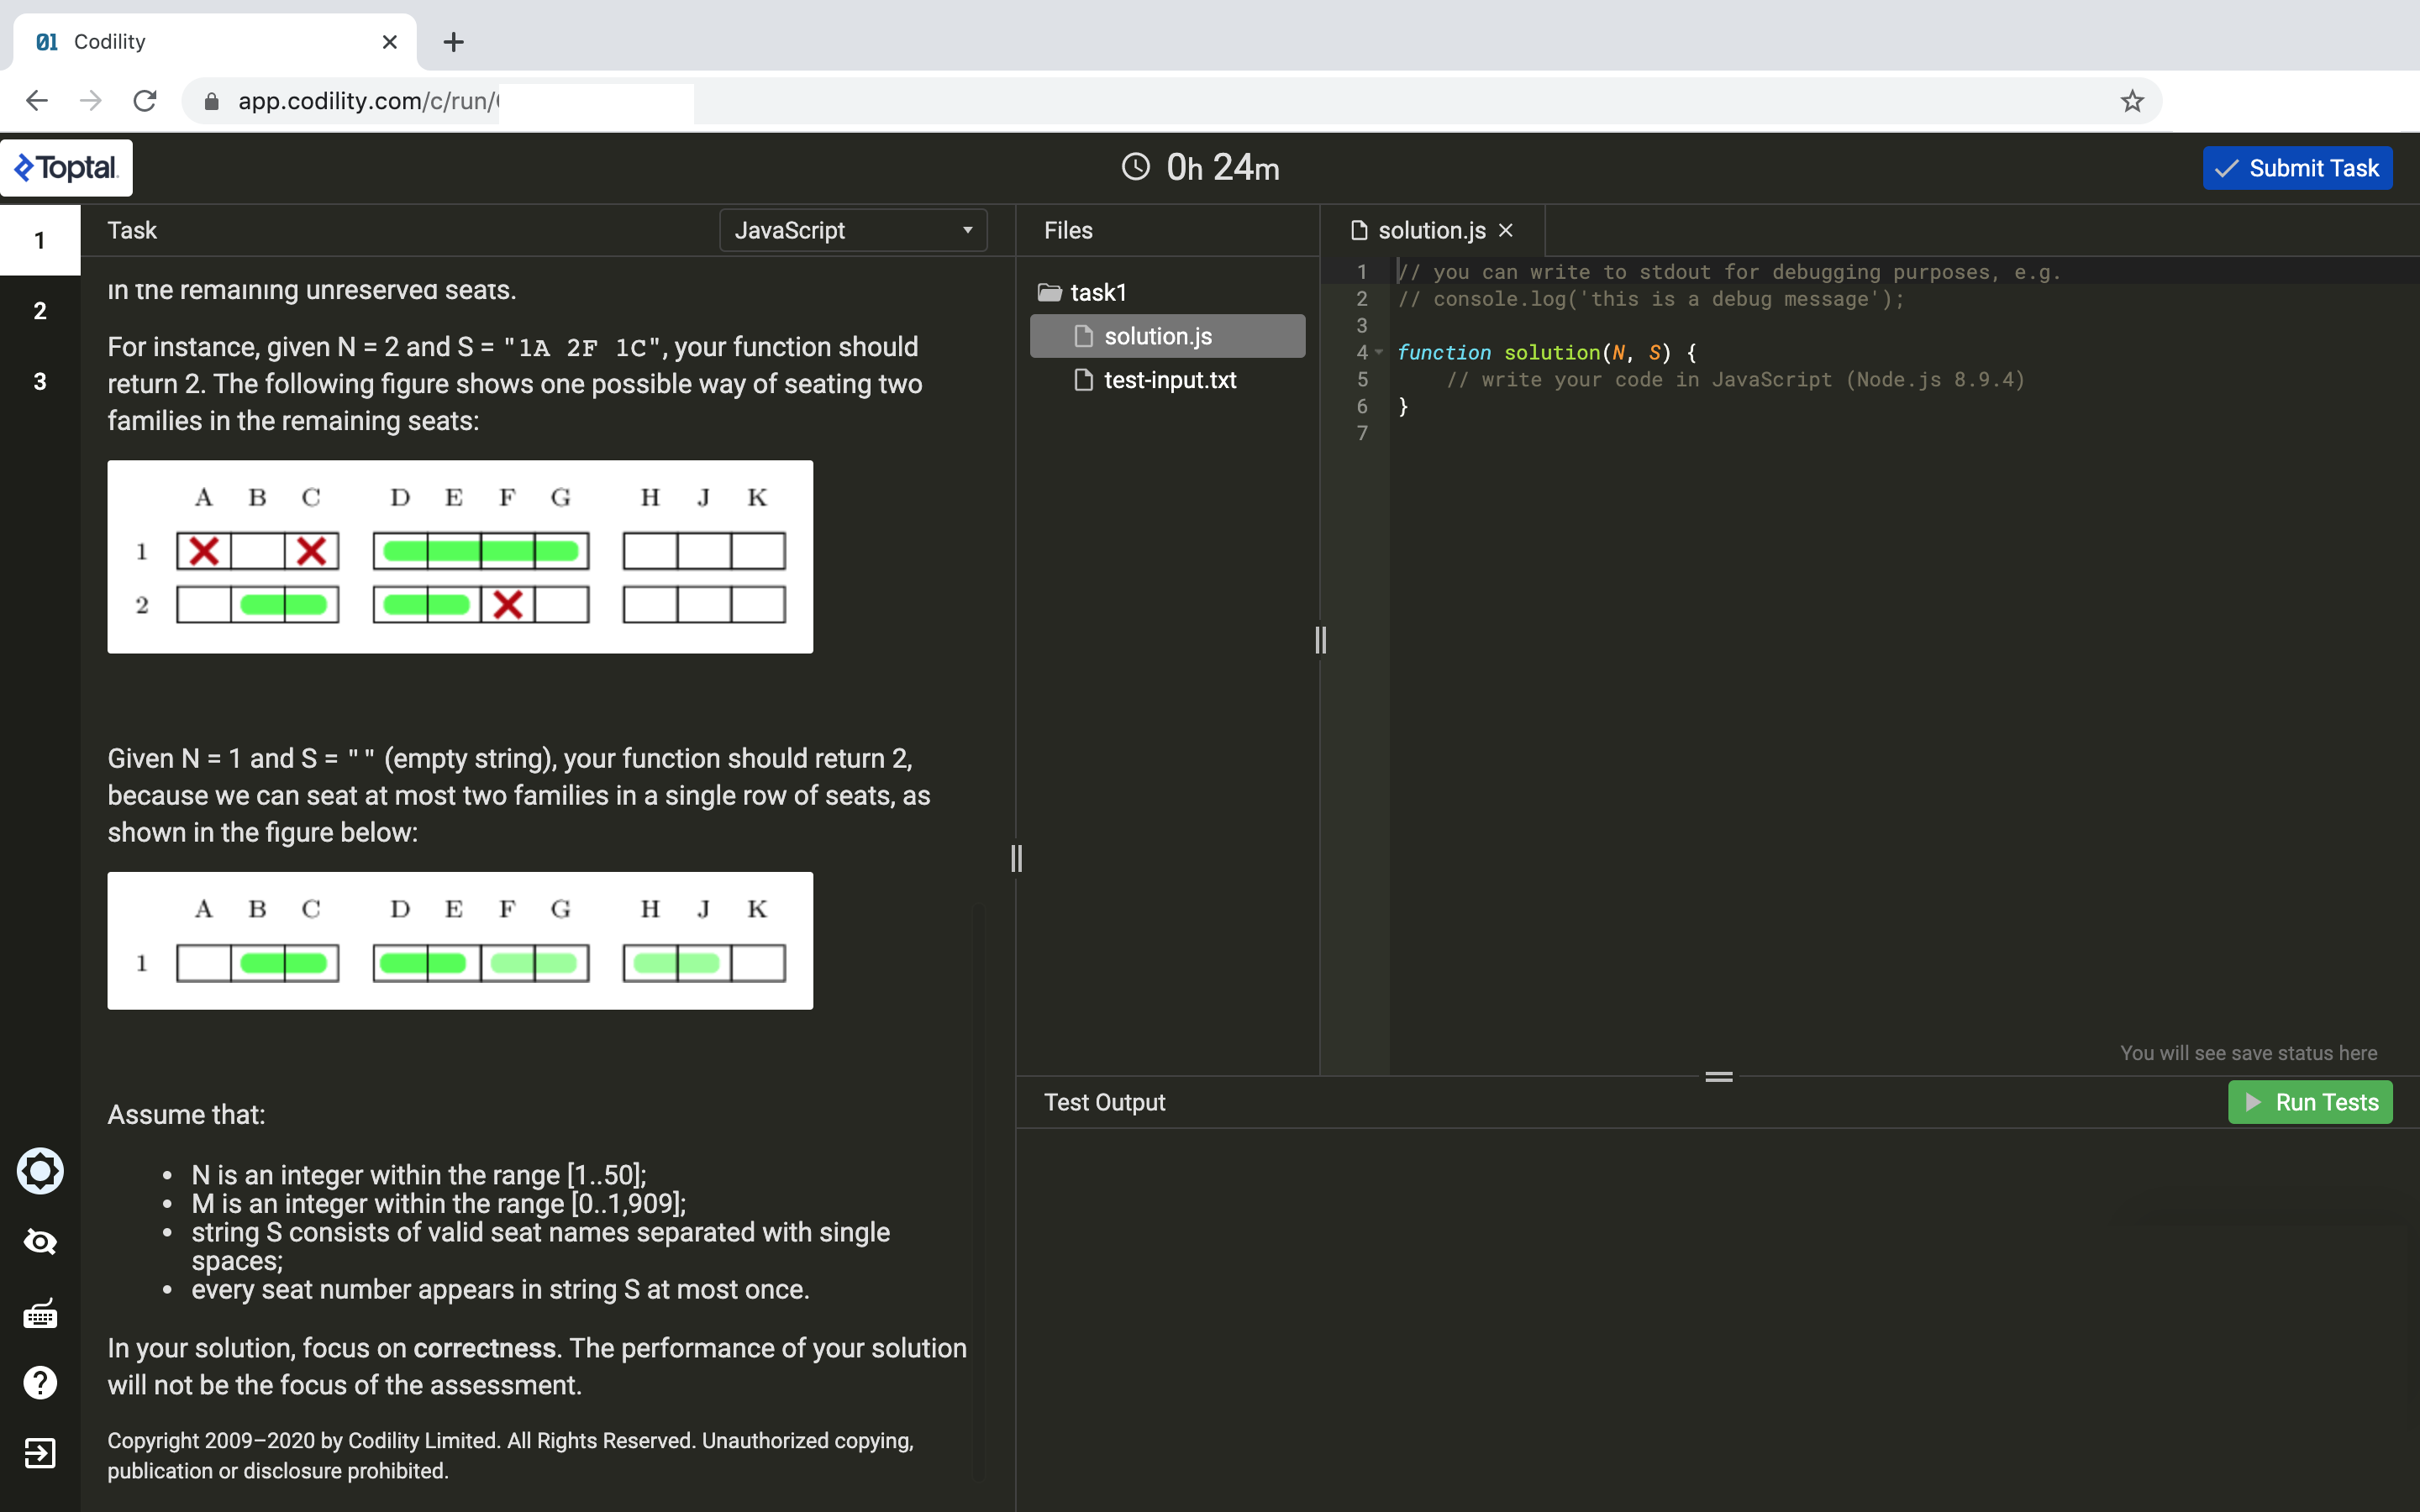 Codility
app.codility.com/c/run/
Toptal
0h 24m
Submit Task
1
2
3
Task
JavaScript
in the remaining unreserved seats.
For instance, given N = 2 and S = "1A 2F 1C", your function should
return 2. The following figure shows one possible way of seating two
families in the remaining seats:
A B C D E F G H J K
1
2
Given N = 1 and S = "" (empty string), your function should return 2,
because we can seat at most two families in a single row of seats, as
shown in the figure below:
A B C D E F G H J K
1
Assume that:
• N is an integer within the range [1..50];
• M is an integer within the range [0..1,909];
• string S consists of valid seat names separated with single
spaces;
• every seat number appears in string S at most once.
In your solution, focus on correctness. The performance of your solution
will not be the focus of the assessment.
Copyright 2009–2020 by Codility Limited. All Rights Reserved. Unauthorized copying,
publication or disclosure prohibited.
Files
task1
solution.js
test-input.txt
solution.js
1 // you can write to stdout for debugging purposes, e.g.
2 // console.log('this is a debug message');
3
4 function solution(N, S) {
5 // write your code in JavaScript (Node.js 8.9.4)
6 }
7
You will see save status here
Test Output
Run Tests